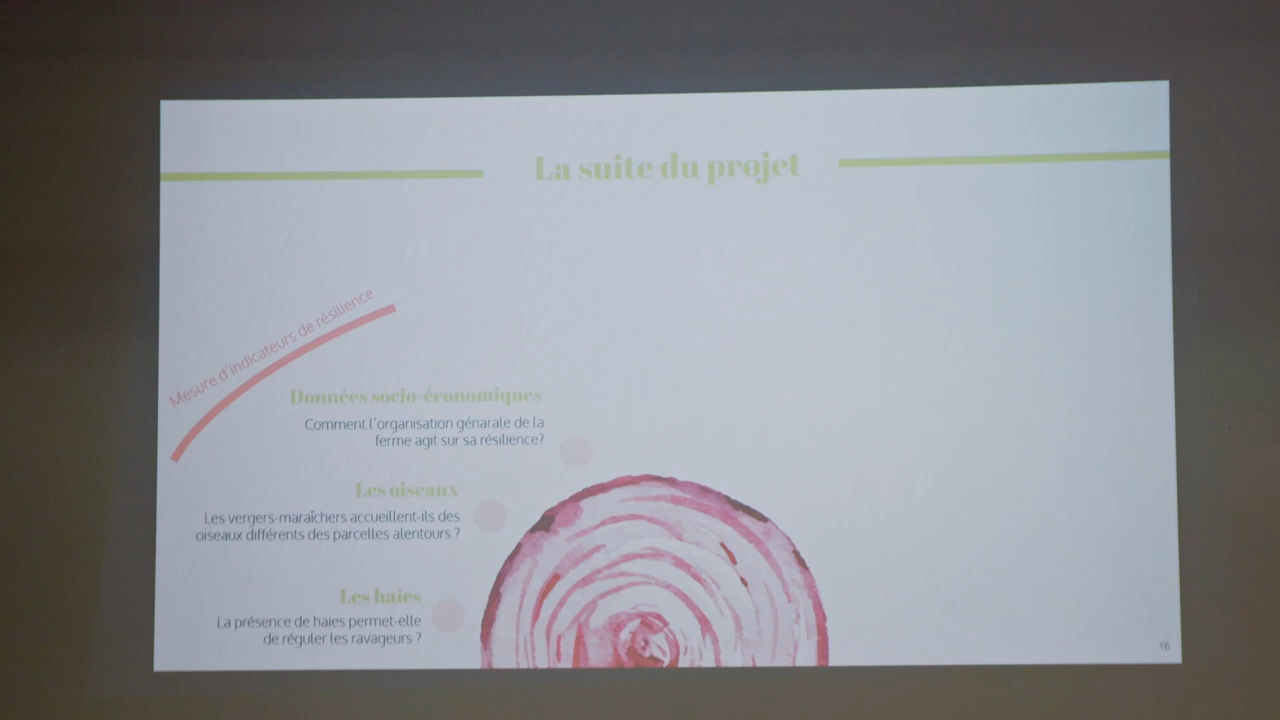 La suite du projet
Mesure d'indicateurs de résilience
Données socio-économiques
Comment l'organisation génarale de la
ferme agit sur sa résilience?
Les oiseaux
Les vergers-maraîchers accueillent-ils des
oiseaux différents des parcelles alentours ?
Les haies
La présence de haies permet-elle
de réguler les ravageurs ?
16